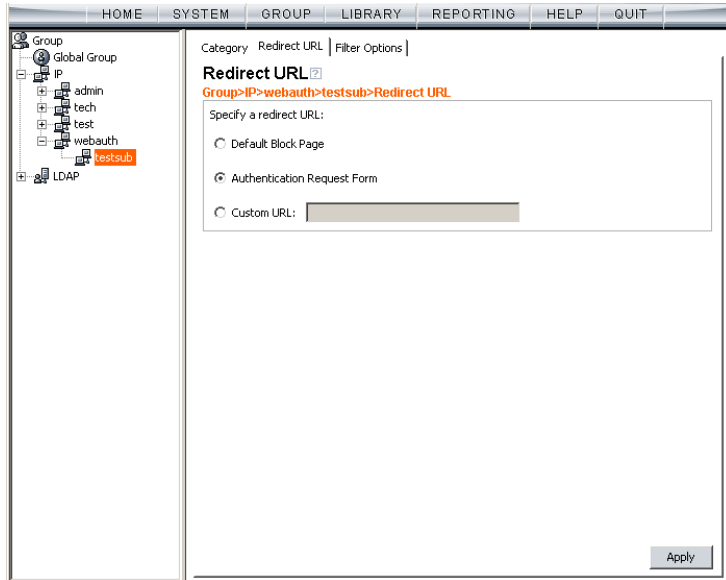 HOME SYSTEM GROUP LIBRARY REPORTING HELP QUIT
Group
Global Group
IP
admin
tech
test
webauth
testsub
LDAP
Category Redirect URL Filter Options
Redirect URL?
Group>IP>webauth>testsub>Redirect URL
Specify a redirect URL:
Default Block Page
Authentication Request Form
Custom URL:
Apply